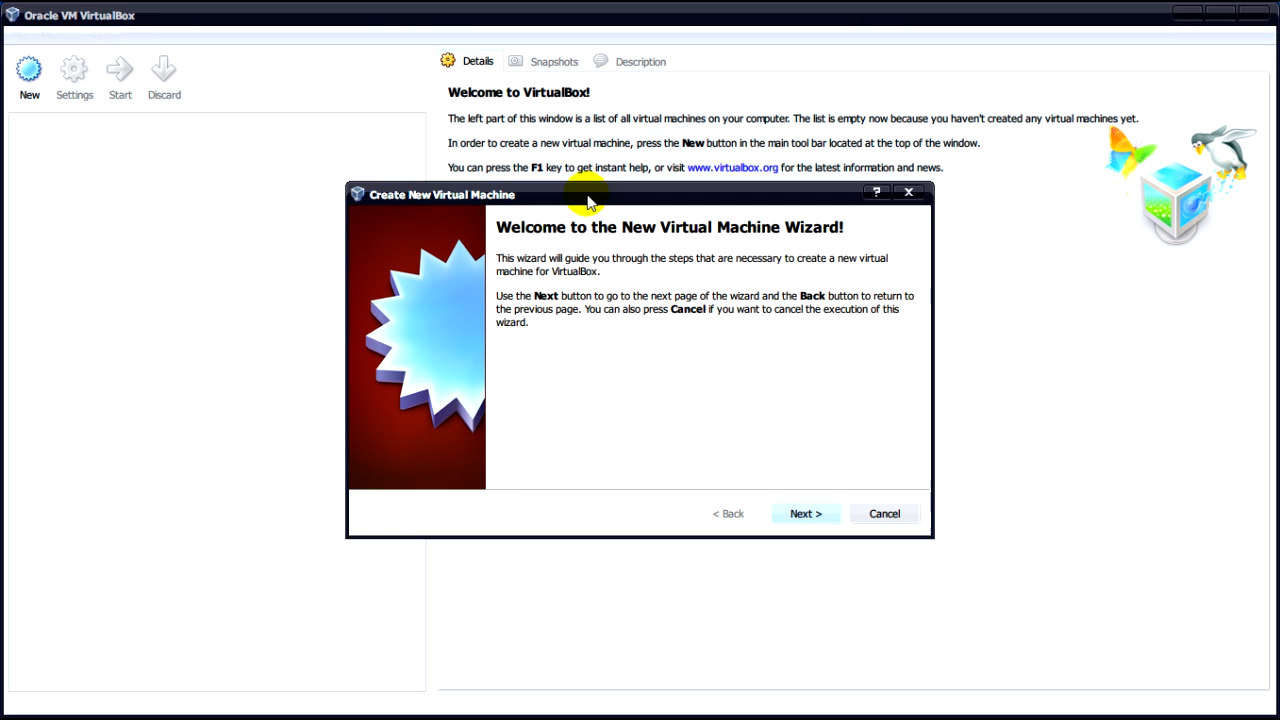 Oracle VM VirtualBox
New
Settings
Start
Discard
Details
Snapshots
Description
Welcome to VirtualBox!
The left part of this window is a list of all virtual machines on your computer. The list is empty now because you haven't created any virtual machines yet.
In order to create a new virtual machine, press the New button in the main tool bar located at the top of the window.
You can press the F1 key to get instant help, or visit www.virtualbox.org for the latest information and news.
Create New Virtual Machine
?
X
Welcome to the New Virtual Machine Wizard!
This wizard will guide you through the steps that are necessary to create a new virtual
machine for VirtualBox.
Use the Next button to go to the next page of the wizard and the Back button to return to
the previous page. You can also press Cancel if you want to cancel the execution of this
wizard.
< Back
Next >
Cancel